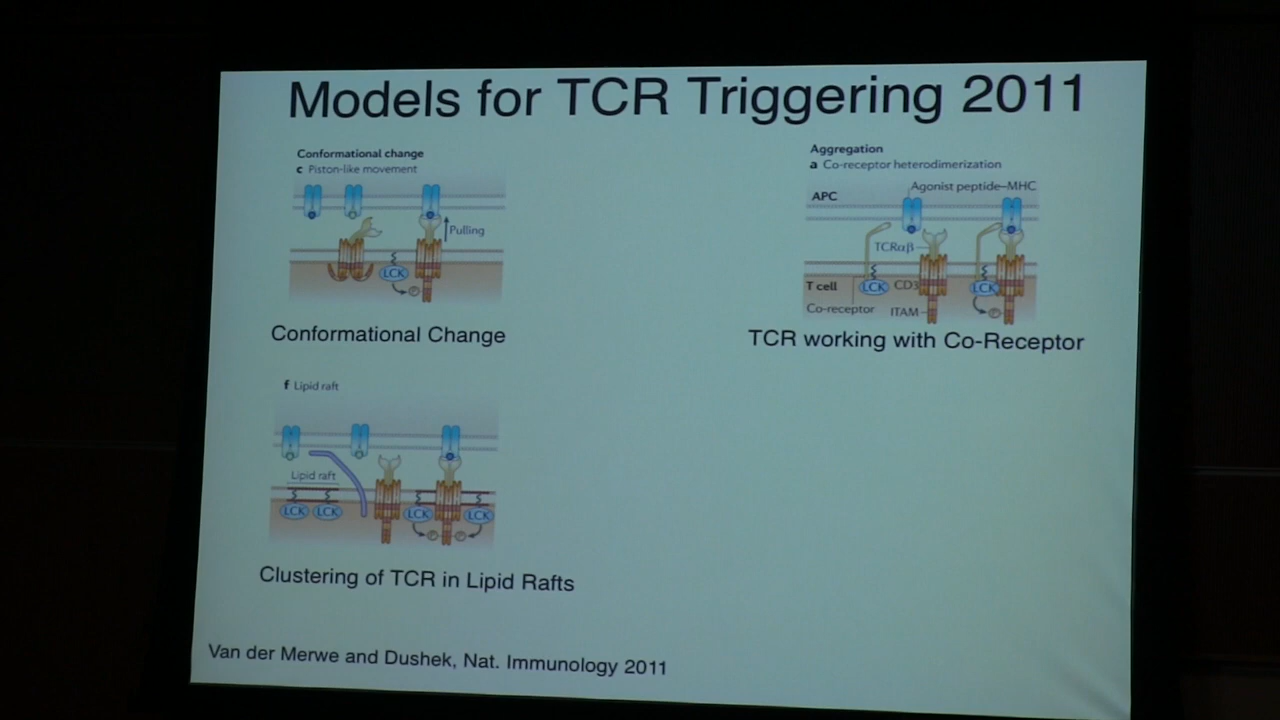 Models for TCR Triggering 2011
Conformational change
c Piston-like movement
Pulling
LCK
P
Conformational Change
Aggregation
a Co-receptor heterodimerization
APC
Agonist peptide–MHC
TCRαβ
T cell
LCK
CD3
LCK
Co-receptor
ITAM
P
TCR working with Co-Receptor
f Lipid raft
Lipid raft
LCK
LCK
LCK
LCK
P
P
Clustering of TCR in Lipid Rafts
Van der Merwe and Dushek, Nat. Immunology 2011